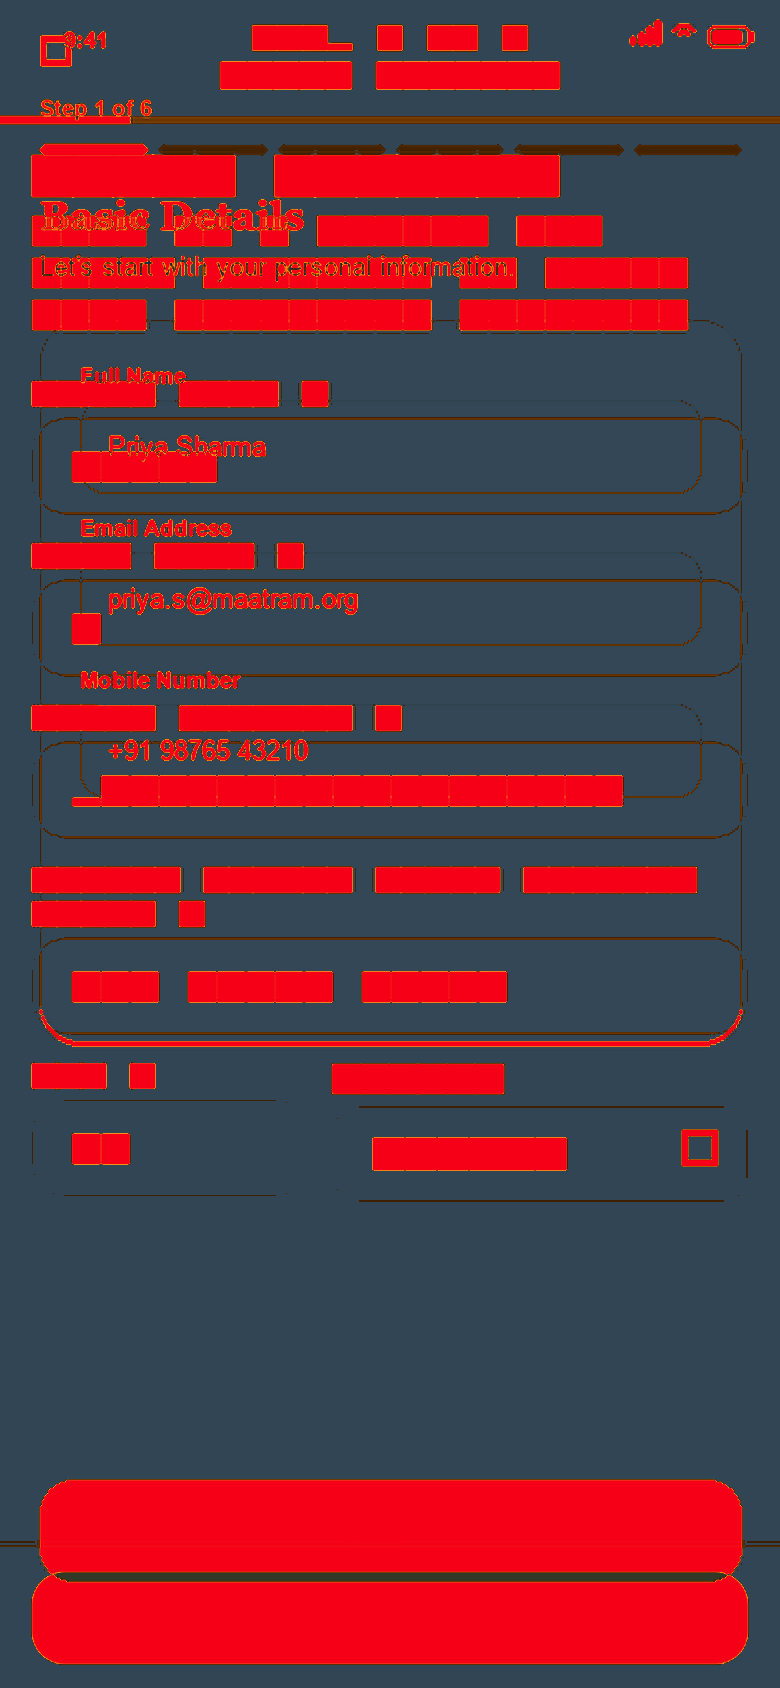 9:41
Step 1 of 6
Basic Details
Let's start with your personal information.
Full Name
Priya Sharma
Email Address
priya.s@maatram.org
Mobile Number
+91 98765 43210